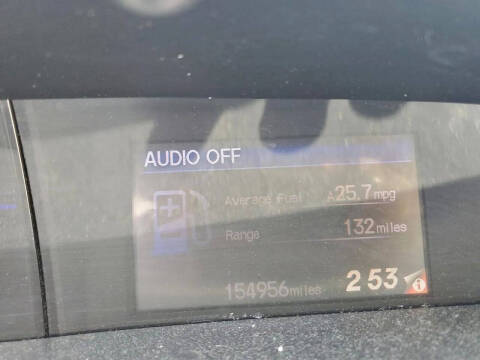 AUDIO OFF
Average Fuel A25.7mpg
Range 132miles
154956miles 2 53 i